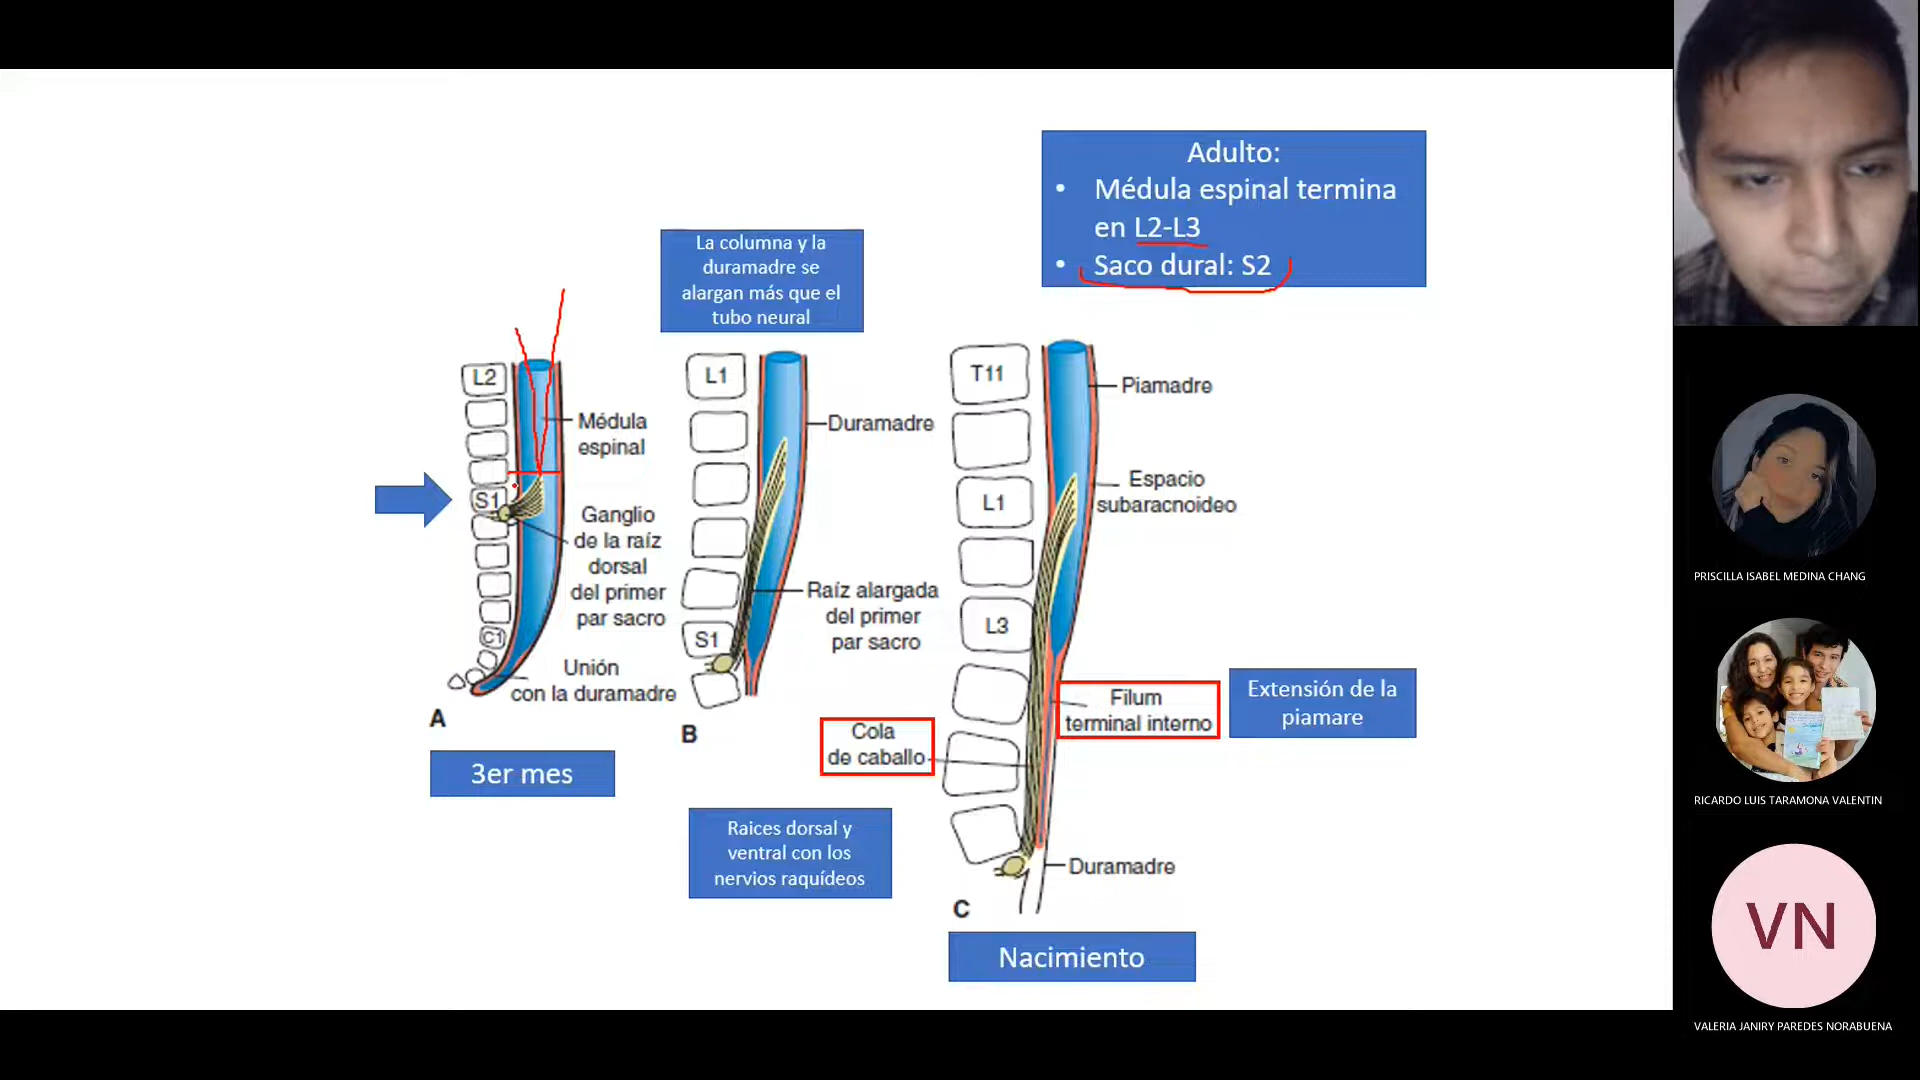 Adulto:
• Médula espinal termina
en L2-L3
• Saco dural: S2
La columna y la
duramadre se
alargan más que el
tubo neural
L2
Médula
espinal
S1
Ganglio
de la raíz
dorsal
del primer
par sacro
C1
Unión
con la duramadre
A
3er mes
L1
Duramadre
Raíz alargada
del primer
par sacro
S1
B
Raices dorsal y
ventral con los
nervios raquídeos
T11
Piamadre
L1
Espacio
subaracnoideo
L3
Filum
terminal interno
Extensión de la
piamare
Cola
de caballo
Duramadre
C
Nacimiento
PRISCILLA ISABEL MEDINA CHANG
RICARDO LUIS TARAMONA VALENTIN
VN
VALERIA JANIRY PAREDES NORABUENA